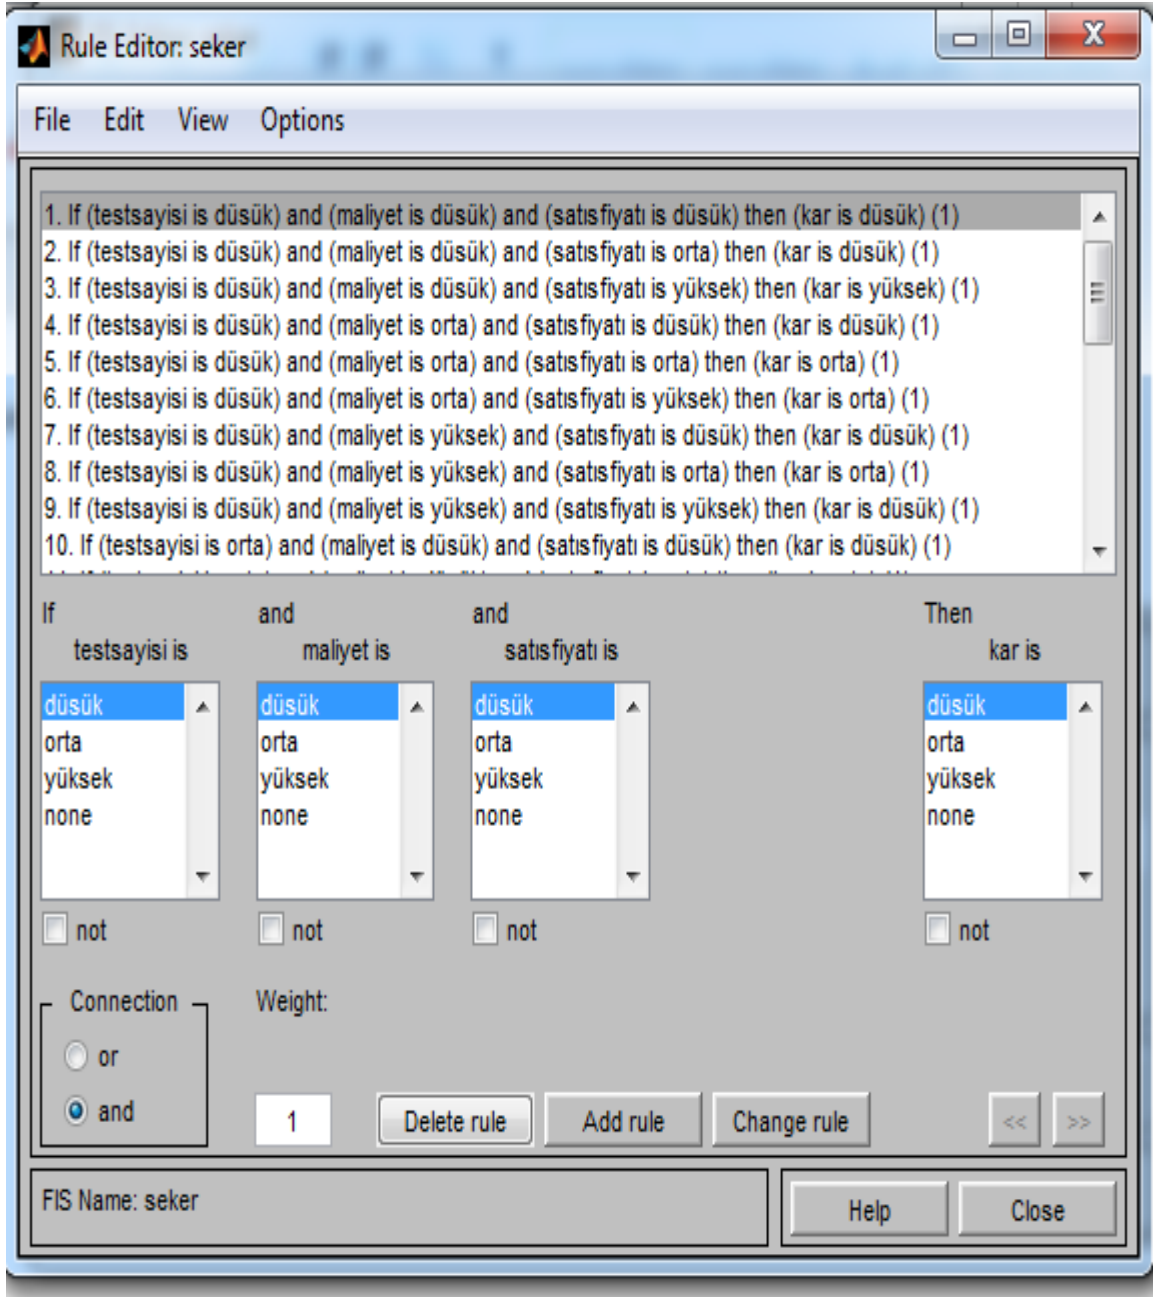 Rule Editor: seker
File Edit View Options
1. If (testsayisi is düsük) and (maliyet is düsük) and (satısfiyatı is düsük) then (kar is düsük) (1)
2. If (testsayisi is düsük) and (maliyet is düsük) and (satısfiyatı is orta) then (kar is düsük) (1)
3. If (testsayisi is düsük) and (maliyet is düsük) and (satısfiyatı is yüksek) then (kar is yüksek) (1)
4. If (testsayisi is düsük) and (maliyet is orta) and (satısfiyatı is düsük) then (kar is düsük) (1)
5. If (testsayisi is düsük) and (maliyet is orta) and (satısfiyatı is orta) then (kar is orta) (1)
6. If (testsayisi is düsük) and (maliyet is orta) and (satısfiyatı is yüksek) then (kar is orta) (1)
7. If (testsayisi is düsük) and (maliyet is yüksek) and (satısfiyatı is düsük) then (kar is düsük) (1)
8. If (testsayisi is düsük) and (maliyet is yüksek) and (satısfiyatı is orta) then (kar is orta) (1)
9. If (testsayisi is düsük) and (maliyet is yüksek) and (satısfiyatı is yüksek) then (kar is düsük) (1)
10. If (testsayisi is orta) and (maliyet is düsük) and (satısfiyatı is düsük) then (kar is düsük) (1)
If and and Then
testsayisi is maliyet is satısfiyatı is kar is
düsük düsük düsük düsük
orta orta orta orta
yüksek yüksek yüksek yüksek
none none none none
not not not not
Connection Weight:
or
and 1 Delete rule Add rule Change rule << >>
FIS Name: seker Help Close